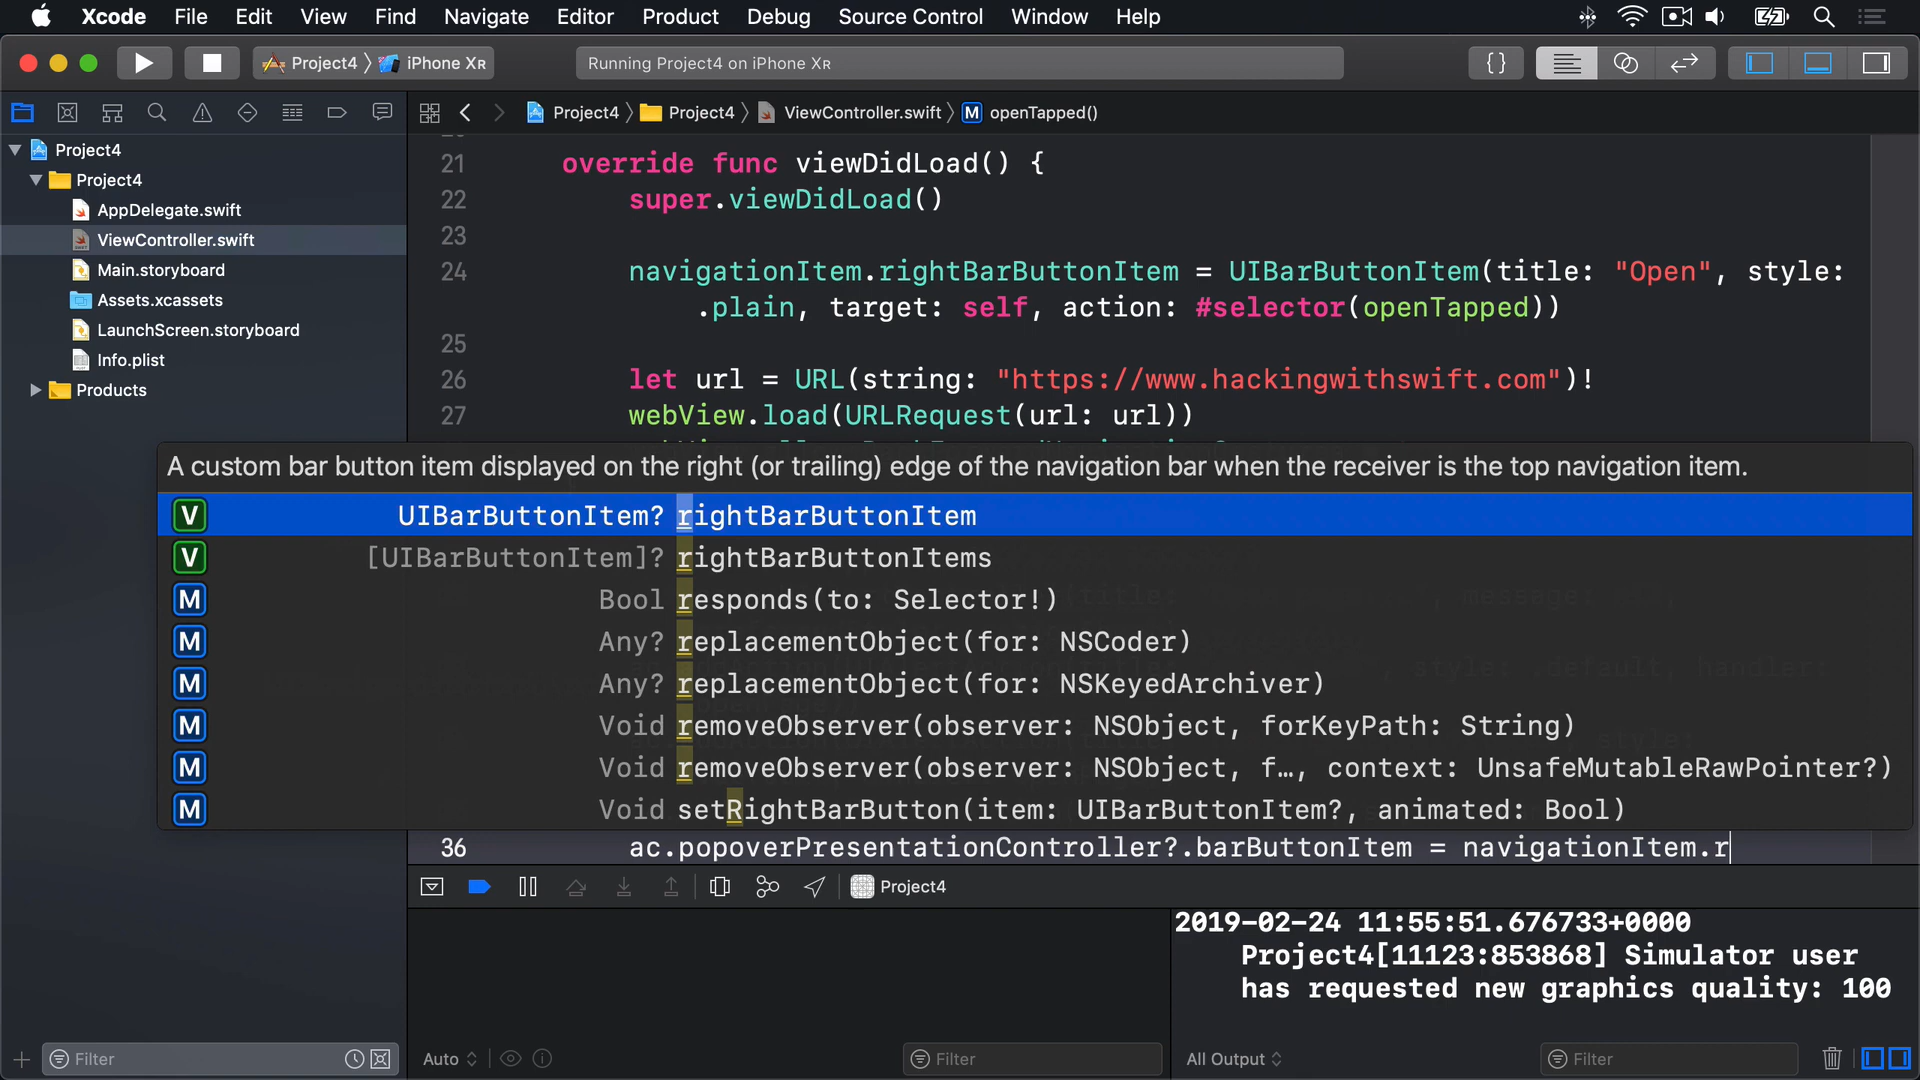 Xcode File Edit View Find Navigate Editor Product Debug Source Control Window Help
Project4 iPhone XR
Running Project4 on iPhone XR
Project4 Project4 ViewController.swift M openTapped()
Project4
Project4
AppDelegate.swift
ViewController.swift
Main.storyboard
Assets.xcassets
LaunchScreen.storyboard
Info.plist
Products
21 override func viewDidLoad() {
22 super.viewDidLoad()
23
24 navigationItem.rightBarButtonItem = UIBarButtonItem(title: "Open", style:
.plain, target: self, action: #selector(openTapped))
25
26 let url = URL(string: "https://www.hackingwithswift.com")!
27 webView.load(URLRequest(url: url))
A custom bar button item displayed on the right (or trailing) edge of the navigation bar when the receiver is the top navigation item.
V UIBarButtonItem? rightBarButtonItem
V [UIBarButtonItem]? rightBarButtonItems
M Bool responds(to: Selector!)
M Any? replacementObject(for: NSCoder)
M Any? replacementObject(for: NSKeyedArchiver)
M Void removeObserver(observer: NSObject, forKeyPath: String)
M Void removeObserver(observer: NSObject, f…, context: UnsafeMutableRawPointer?)
M Void setRightBarButton(item: UIBarButtonItem?, animated: Bool)
36 ac.popoverPresentationController?.barButtonItem = navigationItem.r
Project4
2019-02-24 11:55:51.676733+0000
Project4[11123:853868] Simulator user
has requested new graphics quality: 100
Filter
Auto
Filter
All Output
Filter